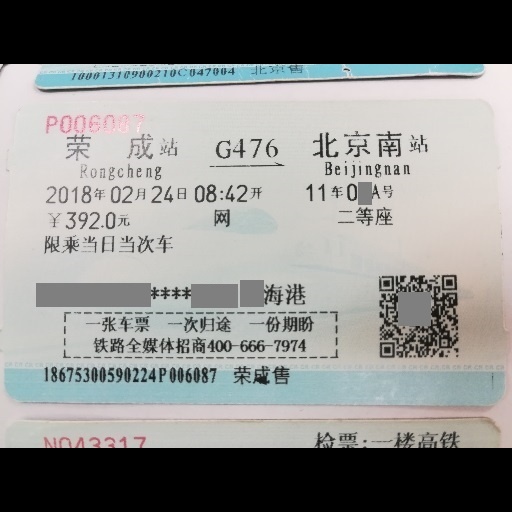 10001310900210C047004 北京售
P006087
荣成站 G476 北京南站
Rongcheng Beijingnan
2018年02月24日08:42开 11车0 A号
￥392.0元 网 二等座
限乘当日当次车
**** 海港
一张车票 一次归途 一份期盼
铁路全媒体招商400-666-7974
18675300590224P006087 荣成售
N043317 检票:一楼高铁